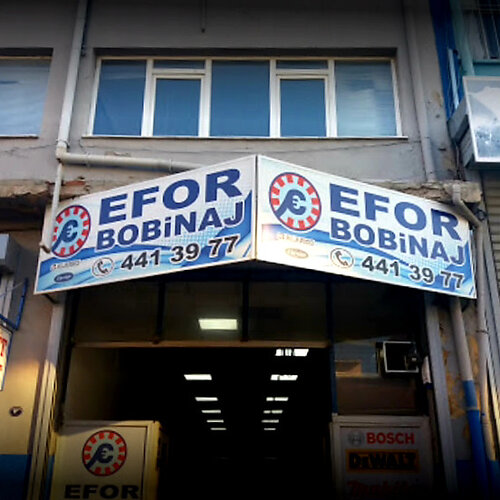 EFOR
BOBiNAJ
441 39 77
EFOR
BOBiNAJ
441 39 77
EFOR
BOSCH
DEWALT